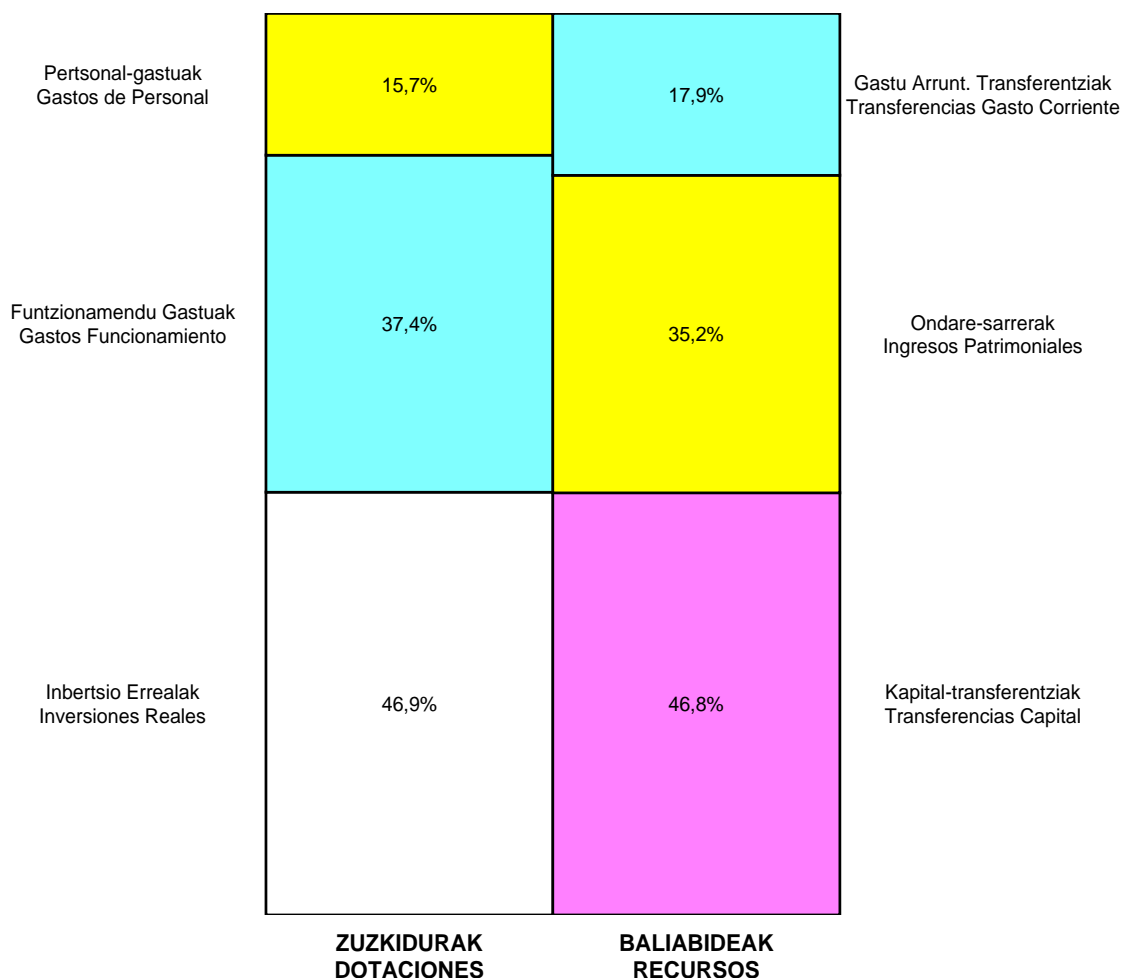 Pertsonal-gastuak
Gastos de Personal
15,7%
17,9%
Gastu Arrunt. Transferentziak
Transferencias Gasto Corriente
Funtzionamendu Gastuak
Gastos Funcionamiento
37,4%
35,2%
Ondare-sarrerak
Ingresos Patrimoniales
Inbertsio Errealak
Inversiones Reales
46,9%
46,8%
Kapital-transferentziak
Transferencias Capital
ZUZKIDURAK
DOTACIONES
BALIABIDEAK
RECURSOS